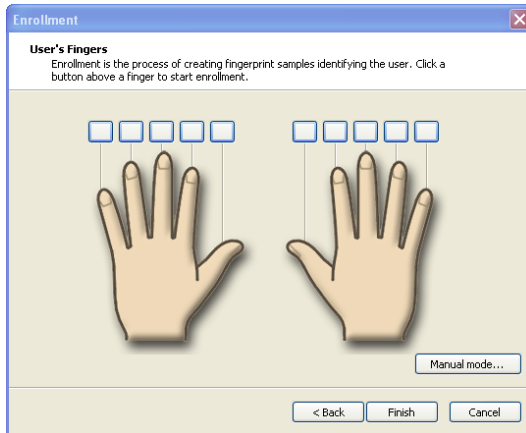 Enrollment
User's Fingers
Enrollment is the process of creating fingerprint samples identifying the user. Click a
button above a finger to start enrollment.
Manual mode...
< Back
Finish
Cancel